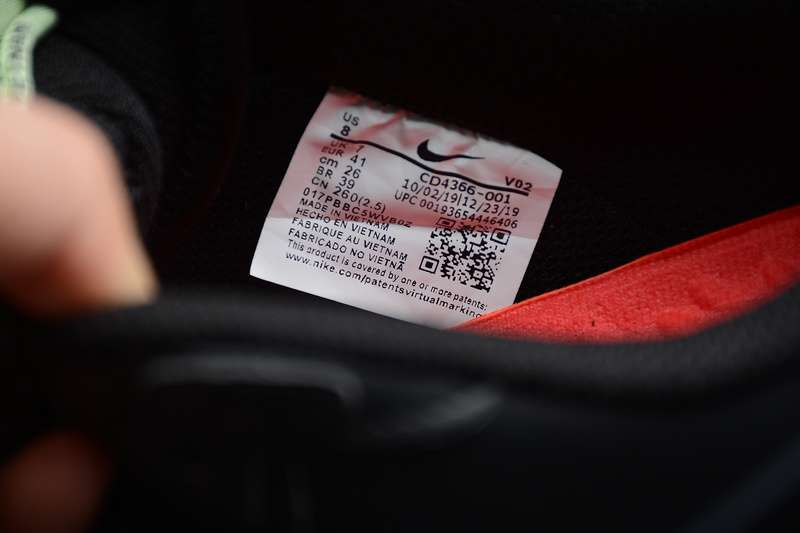 US 8
UK 7
EUR 41
cm 26
BR 39
CN 260(2.5)
017PBBC5WVB02
MADE IN VIETNAM
HECHO EN VIETNAM
FABRIQUE AU VIETNAM
FABRICADO NO VIETNÃ
This product is covered by one or more patents:
www.nike.com/patentsvirtualmarking
V02
CD4366-001
10/02/19|12/23/19
UPC 00193654446406